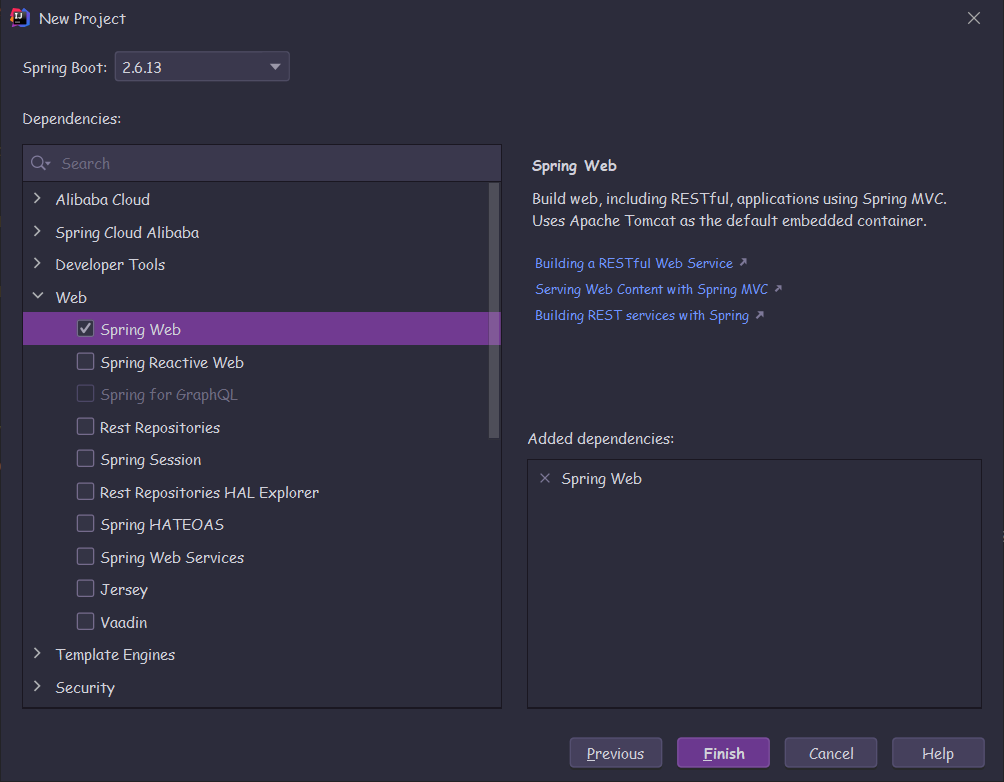 New Project
Spring Boot: 2.6.13
Dependencies:
Search
Alibaba Cloud
Spring Cloud Alibaba
Developer Tools
Web
Spring Web
Spring Reactive Web
Spring for GraphQL
Rest Repositories
Spring Session
Rest Repositories HAL Explorer
Spring HATEOAS
Spring Web Services
Jersey
Vaadin
Template Engines
Security
Spring Web
Build web, including RESTful, applications using Spring MVC.
Uses Apache Tomcat as the default embedded container.
Building a RESTful Web Service
Serving Web Content with Spring MVC
Building REST services with Spring
Added dependencies:
Spring Web
Previous Finish Cancel Help